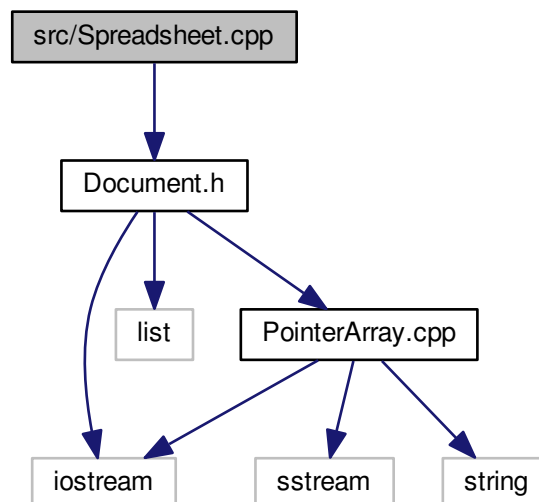 src/Spreadsheet.cpp
Document.h
list
PointerArray.cpp
iostream
sstream
string